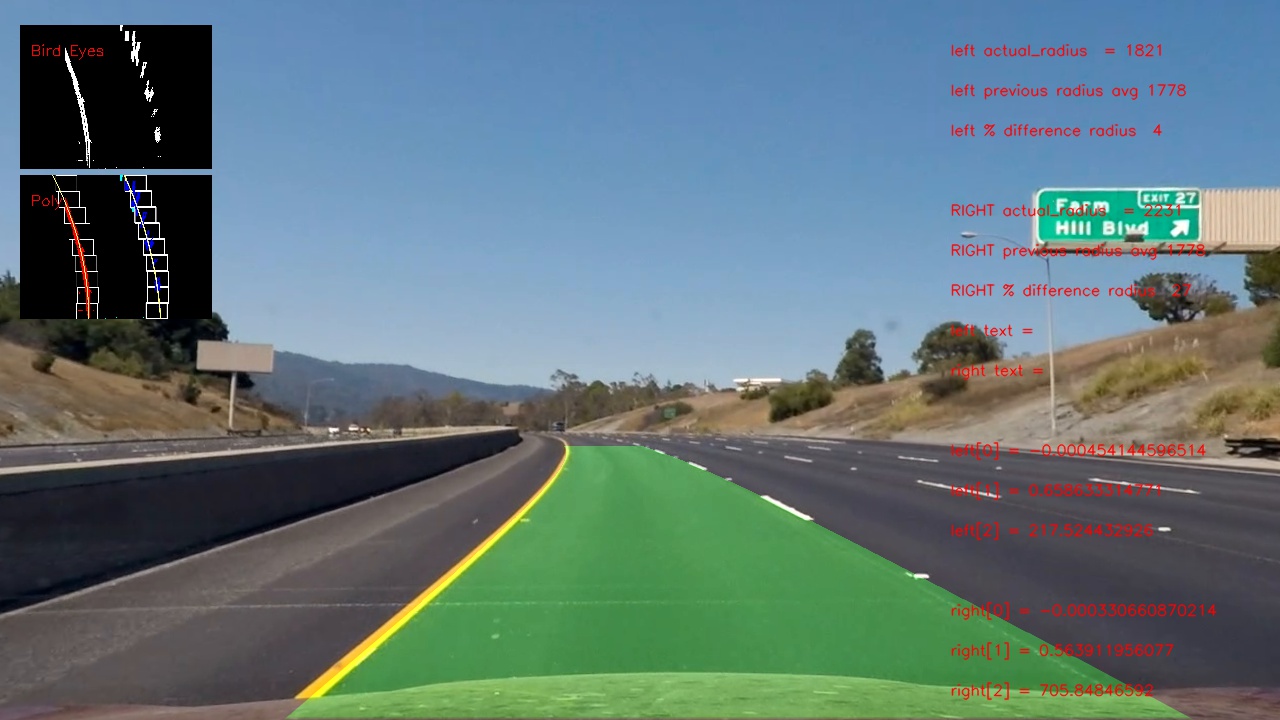 Bird Eyes
Poly
left actual_radius = 1821
left previous radius avg 1778
left % difference radius 4
EXIT 27
Farm
Hill Blvd
RIGHT actual_radius = 2231
RIGHT previous radius avg 1778
RIGHT % difference radius 27
left text =
right text =
left[0] = -0.000454144596514
left[1] = 0.658633314771
left[2] = 217.524432926
right[0] = -0.000330660870214
right[1] = 0.563911956077
right[2] = 705.84846592